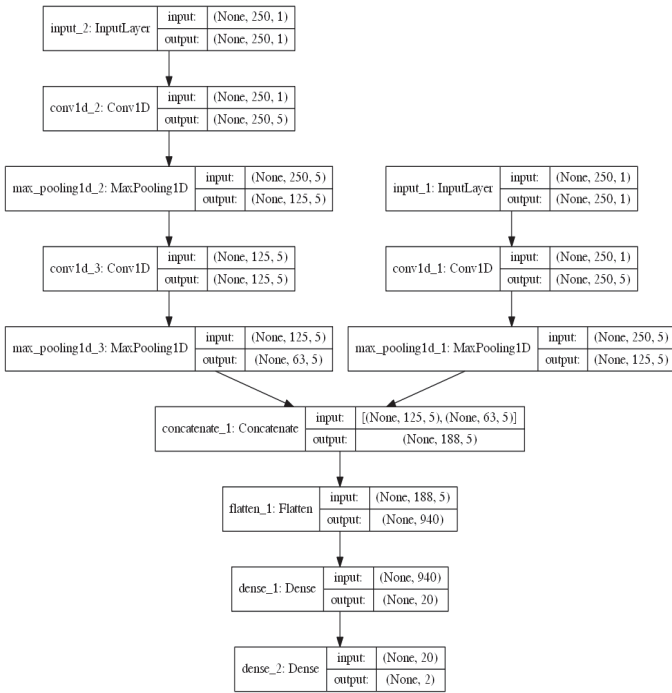 input_2: InputLayer
input: (None, 250, 1)
output: (None, 250, 1)
conv1d_2: Conv1D
input: (None, 250, 1)
output: (None, 250, 5)
max_pooling1d_2: MaxPooling1D
input: (None, 250, 5)
output: (None, 125, 5)
input_1: InputLayer
input: (None, 250, 1)
output: (None, 250, 1)
conv1d_3: Conv1D
input: (None, 125, 5)
output: (None, 125, 5)
conv1d_1: Conv1D
input: (None, 250, 1)
output: (None, 250, 5)
max_pooling1d_3: MaxPooling1D
input: (None, 125, 5)
output: (None, 63, 5)
max_pooling1d_1: MaxPooling1D
input: (None, 250, 5)
output: (None, 125, 5)
concatenate_1: Concatenate
input: [(None, 125, 5), (None, 63, 5)]
output: (None, 188, 5)
flatten_1: Flatten
input: (None, 188, 5)
output: (None, 940)
dense_1: Dense
input: (None, 940)
output: (None, 20)
dense_2: Dense
input: (None, 20)
output: (None, 2)